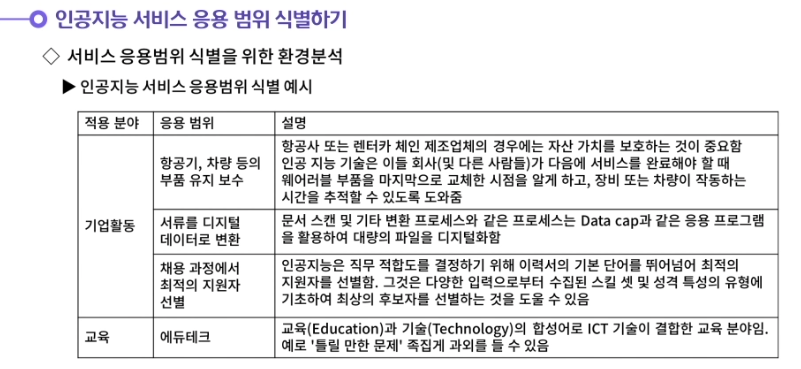 인공지능 서비스 응용 범위 식별하기
◇ 서비스 응용범위 식별을 위한 환경분석
▶ 인공지능 서비스 응용범위 식별 예시
적용 분야 응용 범위 설명
기업활동
항공기, 차량 등의
부품 유지 보수
항공사 또는 렌터카 체인 제조업체의 경우에는 자산 가치를 보호하는 것이 중요함
인공 지능 기술은 이들 회사(및 다른 사람들)가 다음에 서비스를 완료해야 할 때
웨어러블 부품을 마지막으로 교체한 시점을 알게 하고, 장비 또는 차량이 작동하는
시간을 추적할 수 있도록 도와줌
서류를 디지털
데이터로 변환
문서 스캔 및 기타 변환 프로세스와 같은 프로세스는 Data cap과 같은 응용 프로그램
을 활용하여 대량의 파일을 디지털화함
채용 과정에서
최적의 지원자
선별
인공지능은 직무 적합도를 결정하기 위해 이력서의 기본 단어를 뛰어넘어 최적의
지원자를 선별함. 그것은 다양한 입력으로부터 수집된 스킬 셋 및 성격 특성의 유형에
기초하여 최상의 후보자를 선별하는 것을 도울 수 있음
교육
에듀테크
교육(Education)과 기술(Technology)의 합성어로 ICT 기술이 결합한 교육 분야임.
예로 '틀릴 만한 문제' 족집게 과외를 들 수 있음